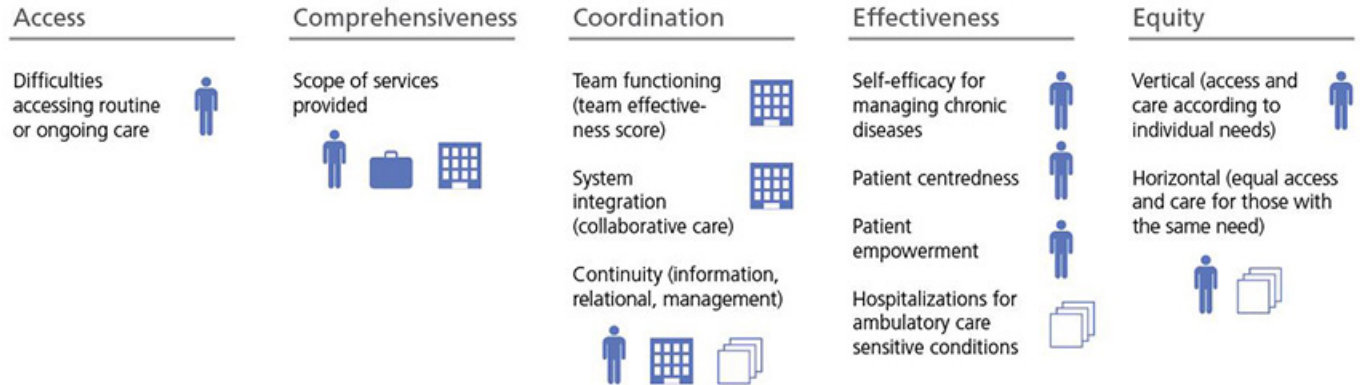 Access
Difficulties
accessing routine
or ongoing care
Comprehensiveness
Scope of services
provided
Coordination
Team functioning
(team effective-
ness score)
System
integration
(collaborative care)
Continuity (information,
relational, management)
Effectiveness
Self-efficacy for
managing chronic
diseases
Patient centredness
Patient
empowerment
Hospitalizations for
ambulatory care
sensitive conditions
Equity
Vertical (access and
care according to
individual needs)
Horizontal (equal access
and care for those with
the same need)